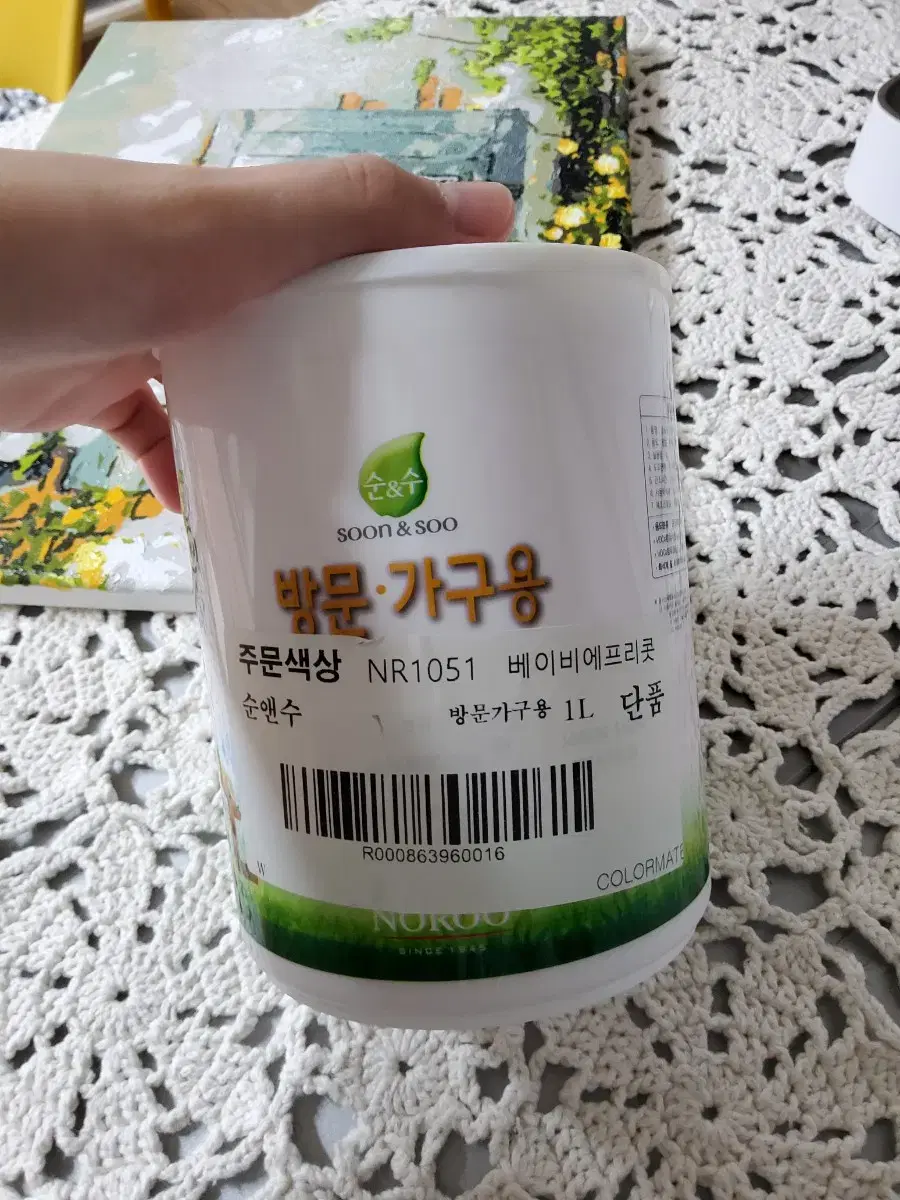 순&수
SOON & SOO
방문·가구용
주문색상 NR1051 베이비에프리콧
순앤수 방문가구용 1L 단품
R000863960016
W
COLORMATE
NOROO
SINCE 1945